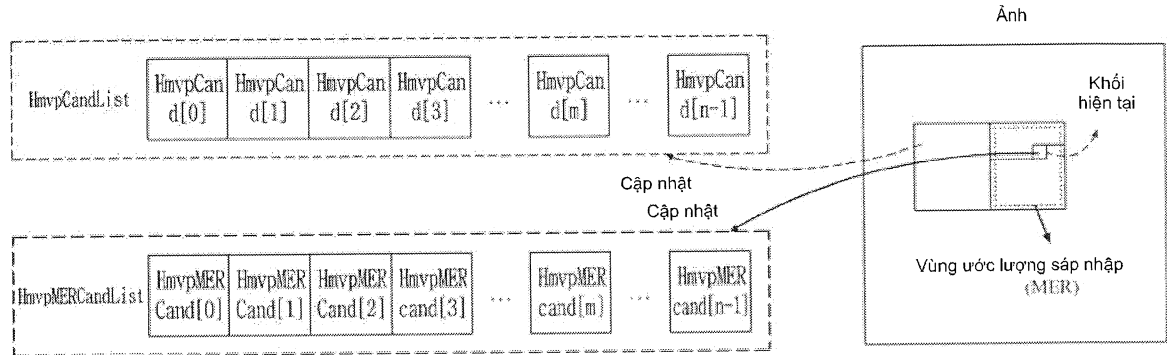 Ảnh
HmvpCandList
HmvpCan
d[0]
HmvpCan
d[1]
HmvpCan
d[2]
HmvpCan
d[3]
...
HmvpCan
d[m]
...
HmvpCan
d[n-1]
Khối
hiện tại
Cập nhật
Cập nhật
HmvpMERCandList
HmvpMER
Cand[0]
HmvpMER
Cand[1]
HmvpMER
Cand[2]
HmvpMER
cand[3]
...
HmvpMER
cand[m]
...
HmvpMER
cand[n-1]
Vùng ước lượng sáp nhập
(MER)